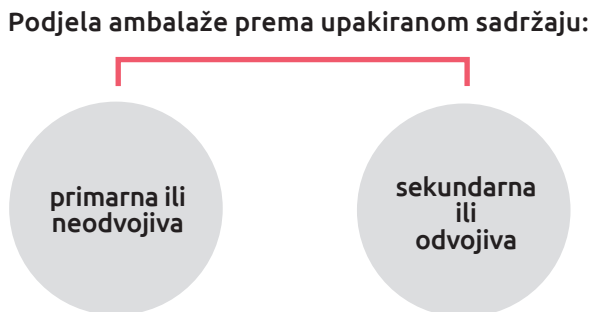 Podjela ambalaže prema upakiranom sadržaju:
primarna ili
neodvojiva
sekundarna
ili
odvojiva